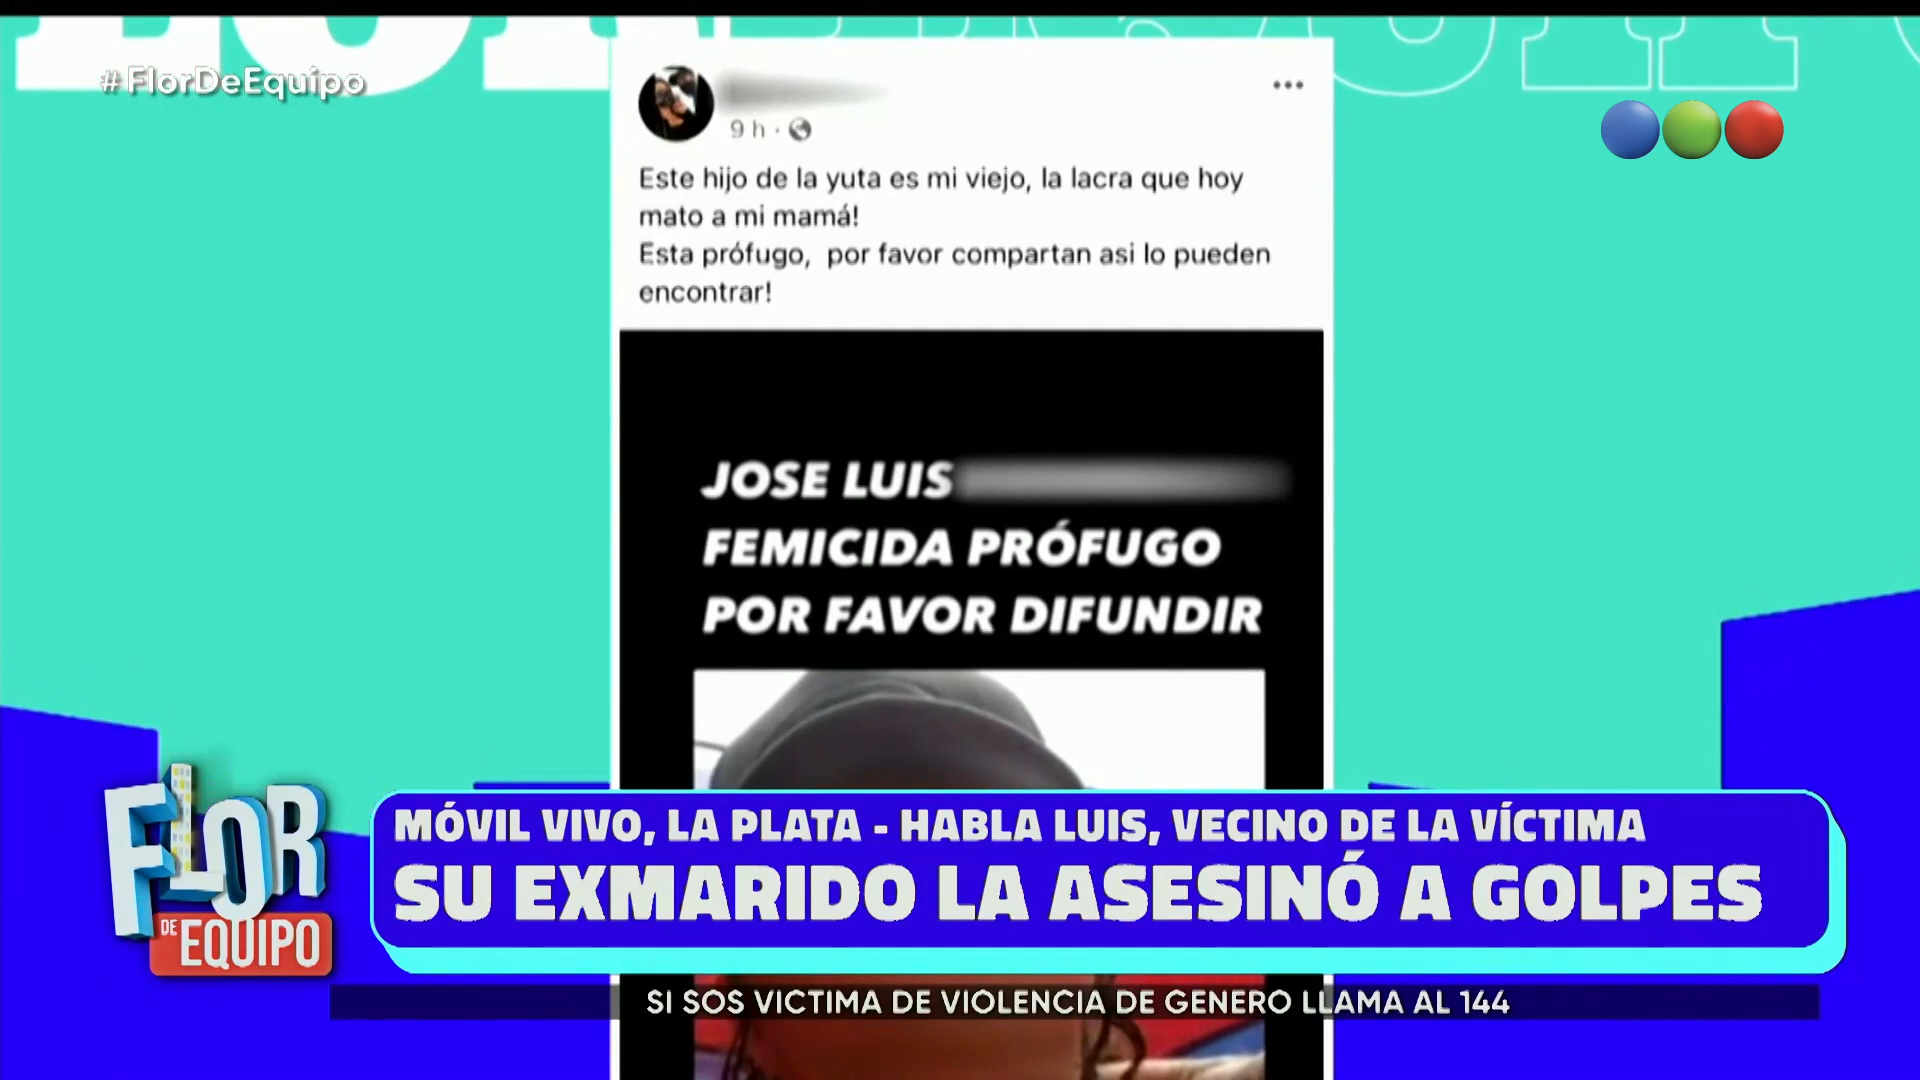 #FlorDeEquipo
9 h ·
Este hijo de la yuta es mi viejo, la lacra que hoy
mato a mi mamá!
Esta prófugo,  por favor compartan asi lo pueden
encontrar!
JOSE LUIS
FEMICIDA PRÓFUGO
POR FAVOR DIFUNDIR
FLOR
DE EQUIPO
MÓVIL VIVO, LA PLATA - HABLA LUIS, VECINO DE LA VÍCTIMA
SU EXMARIDO LA ASESINÓ A GOLPES
SI SOS VICTIMA DE VIOLENCIA DE GENERO LLAMA AL 144